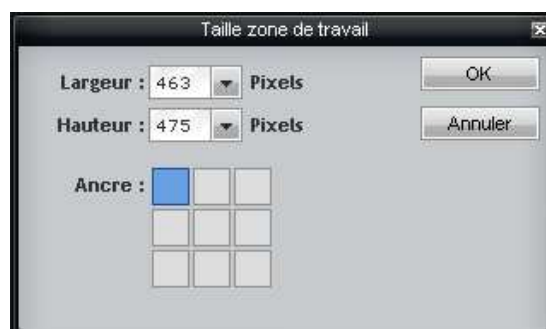 Taille zone de travail
Largeur : 463 Pixels
OK
Hauteur : 475 Pixels
Annuler
Ancre :